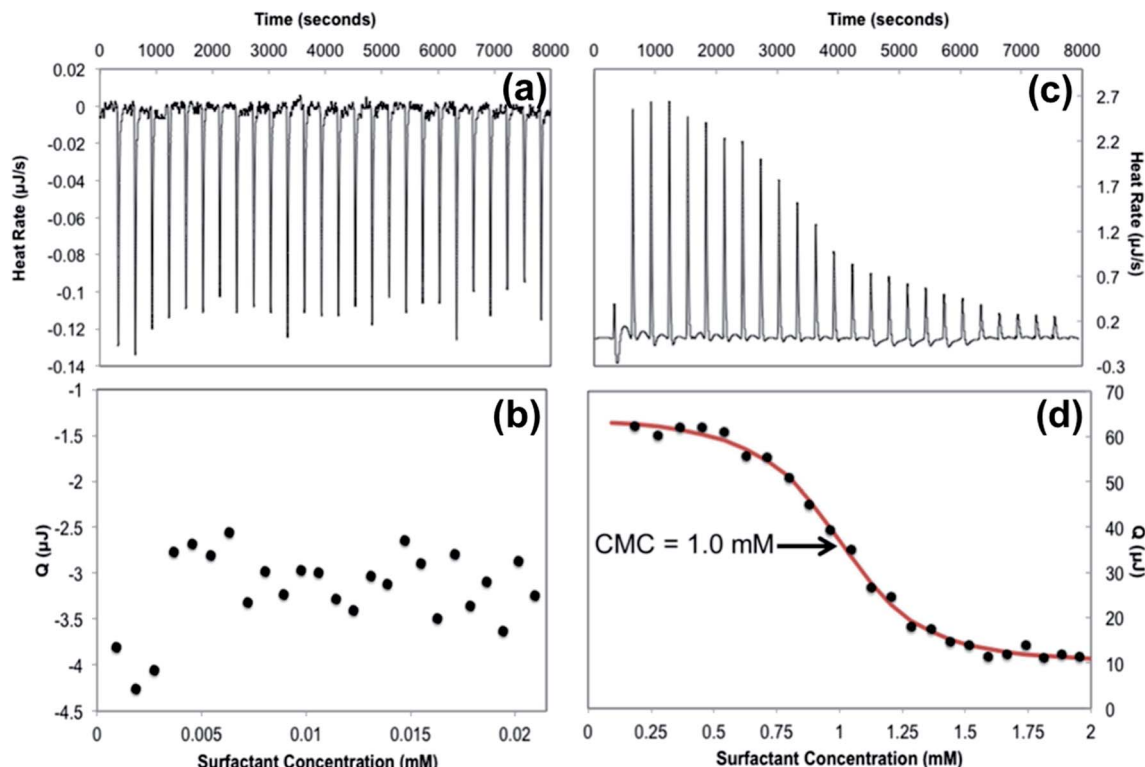 Time (seconds)
0 1000 2000 3000 4000 5000 6000 7000 8000
0.02
0
-0.02
-0.04
-0.06
-0.08
-0.1
-0.12
-0.14
Heat Rate (µJ/s)
(a)
Time (seconds)
0 1000 2000 3000 4000 5000 6000 7000 8000
(c)
2.7
2.2
1.7
1.2
0.7
0.2
-0.3
Heat Rate (µJ/s)
-1
-1.5
-2
-2.5
-3
-3.5
-4
-4.5
Q (µJ)
(b)
0 0.005 0.01 0.015 0.02
Surfactant Concentration (mM)
(d)
CMC = 1.0 mM
70
60
50
40
30
20
10
0
Q (µJ)
0 0.25 0.5 0.75 1 1.25 1.5 1.75 2
Surfactant Concentration (mM)